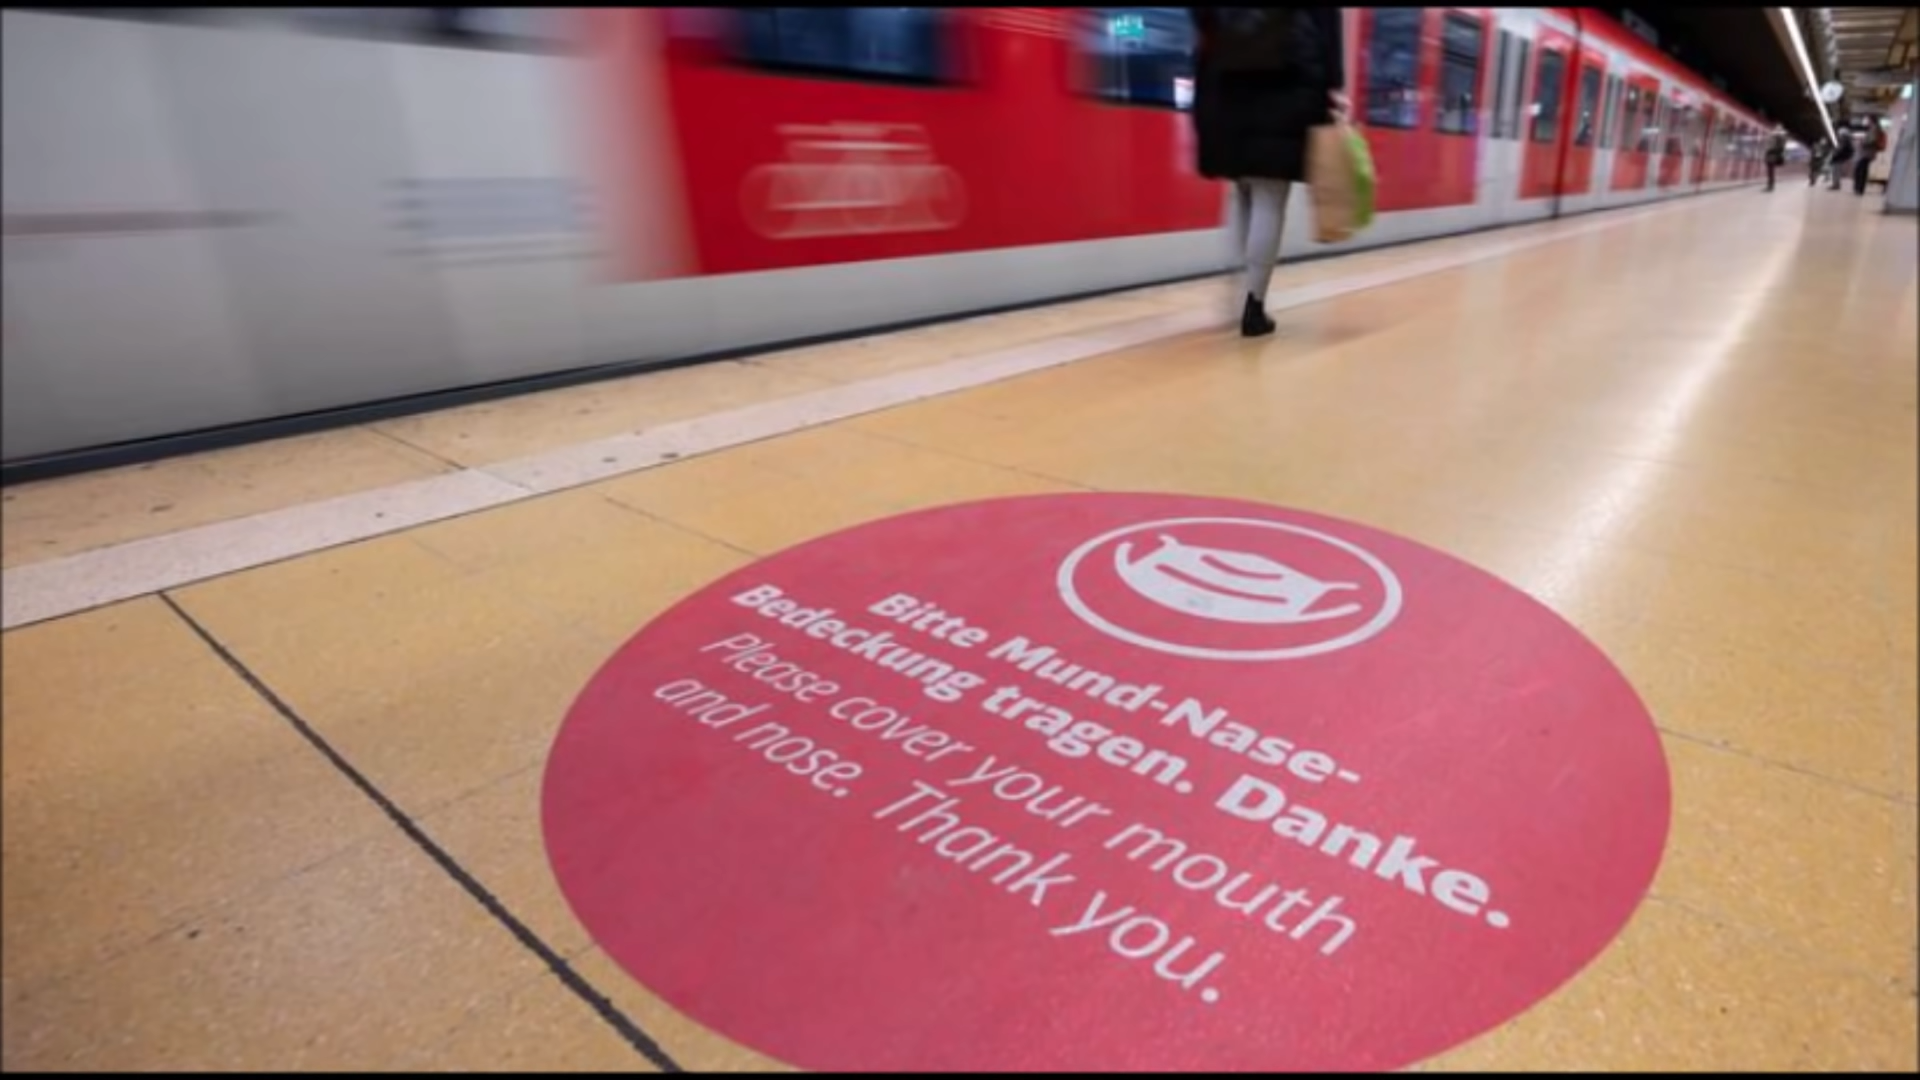 Bitte Mund-Nase-
Bedeckung tragen. Danke.
Please cover your mouth
and nose. Thank you.